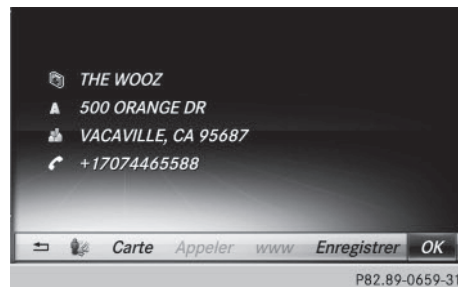 THE WOOZ
500 ORANGE DR
VACAVILLE, CA 95687
+17074465588
Carte Appeler www Enregistrer OK
P82.89-0659-31